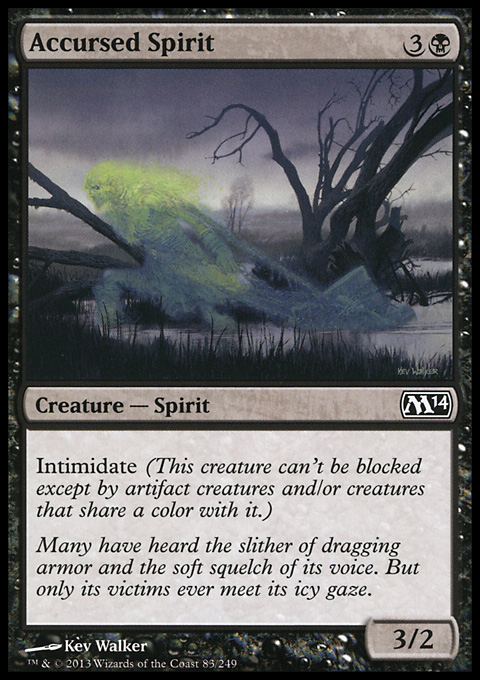 Accursed Spirit 3
KEV WALKER
Creature — Spirit M14
Intimidate (This creature can't be blocked
except by artifact creatures and/or creatures
that share a color with it.)
Many have heard the slither of dragging
armor and the soft squelch of its voice. But
only its victims ever meet its icy gaze.
Kev Walker
™ & © 2013 Wizards of the Coast 83/249
3/2